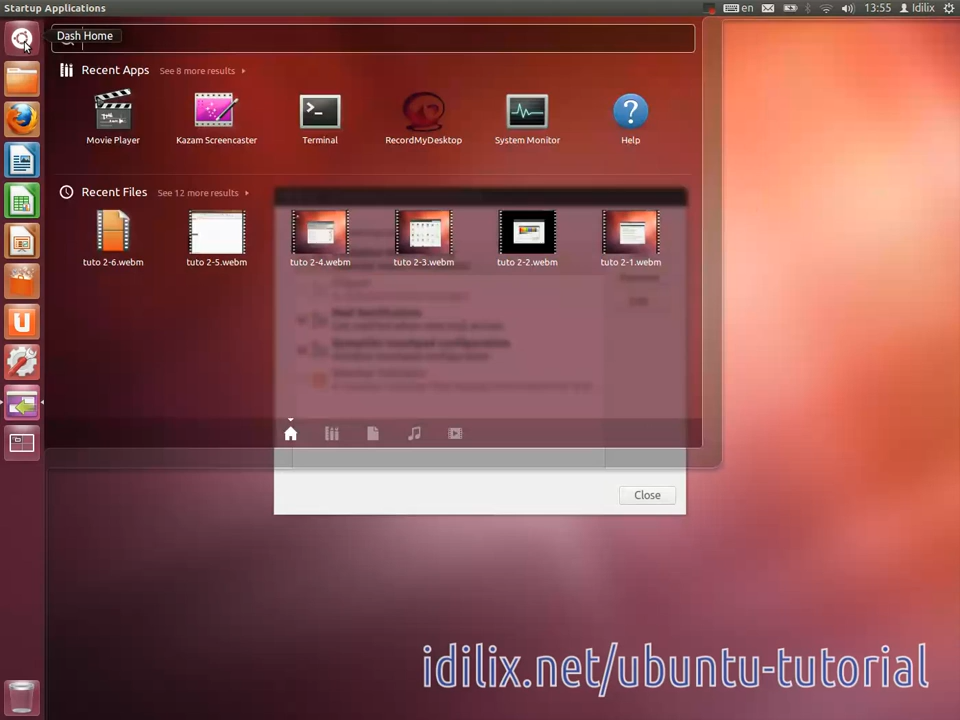 Startup Applications
en
13:55
Idilix
Dash Home
Recent Apps
See 8 more results
Movie Player
Kazam Screencaster
Terminal
RecordMyDesktop
System Monitor
Help
Recent Files
See 12 more results
tuto 2-6.webm
tuto 2-5.webm
tuto 2-4.webm
tuto 2-3.webm
tuto 2-2.webm
tuto 2-1.webm
Close
idilix.net/ubuntu-tutorial